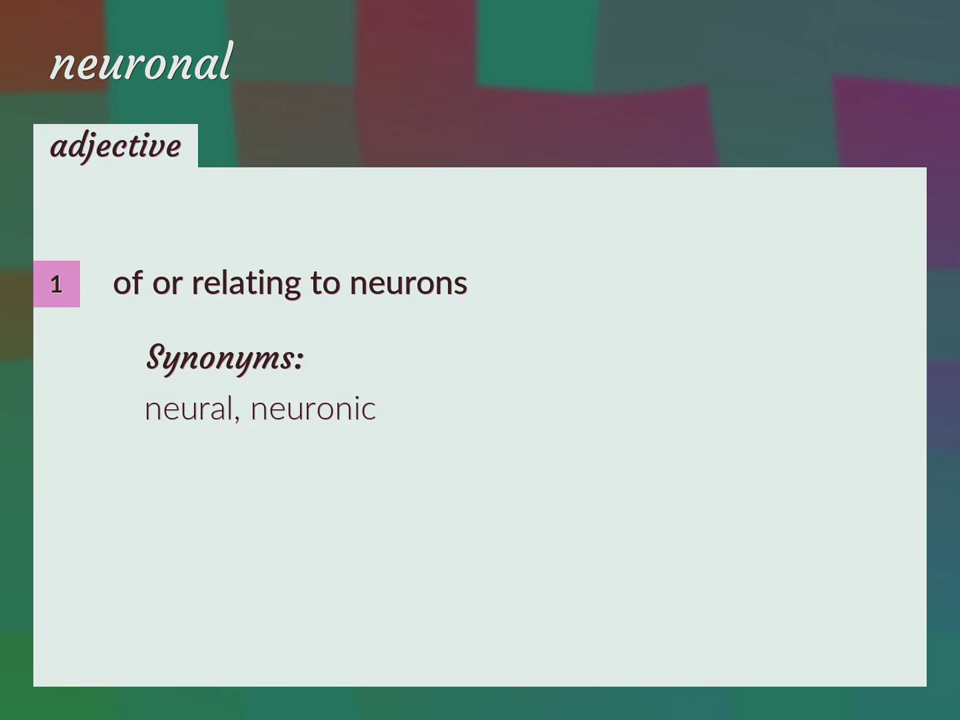 neuronal
adjective
1 of or relating to neurons
Synonyms:
neural, neuronic